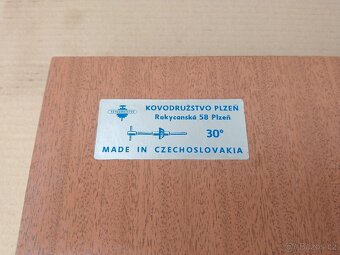 KOVODRUŽSTVO PLZEŇ
Rokycanská 58 Plzeň
30°
MADE IN CZECHOSLOVAKIA